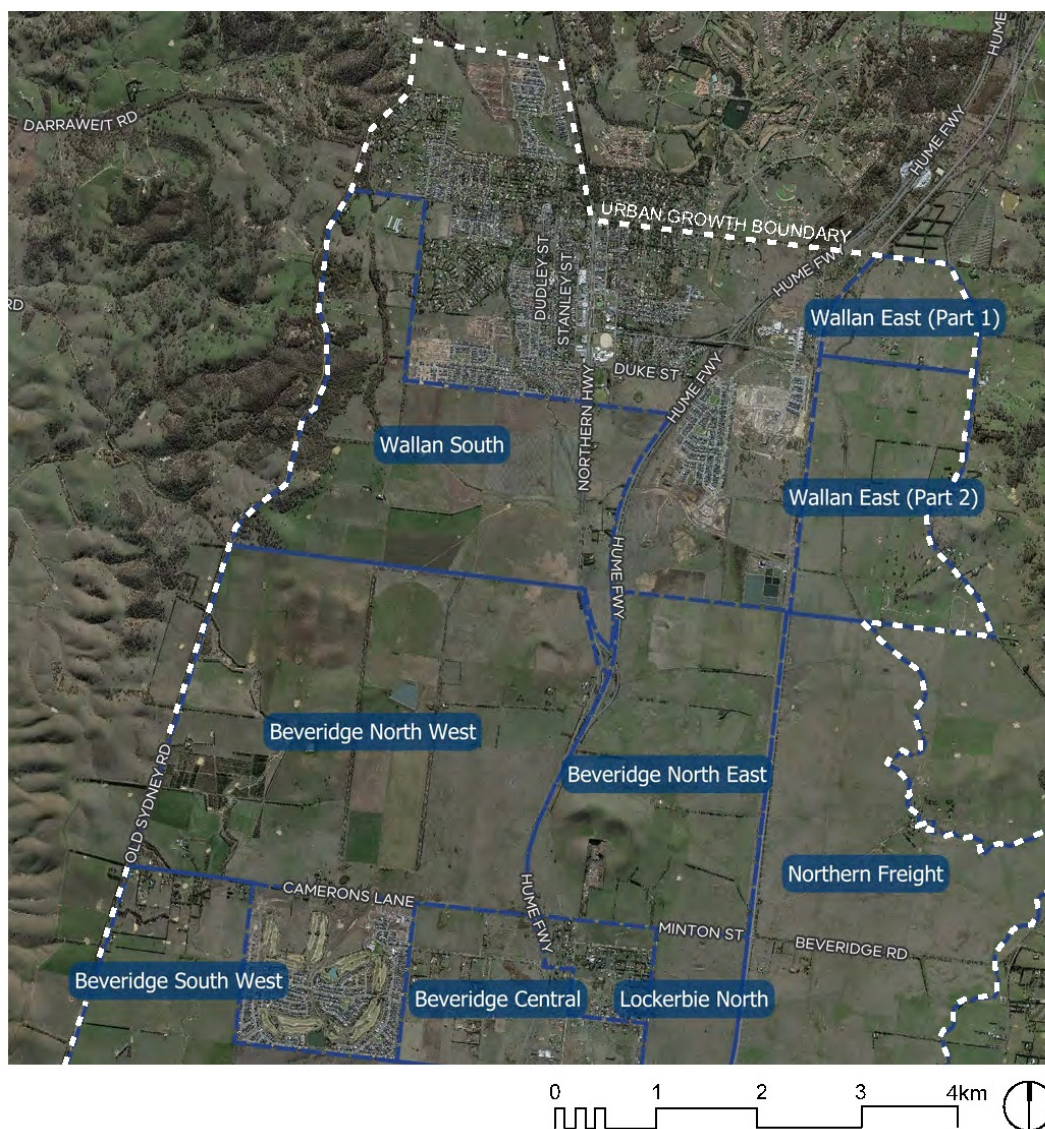 HUME
DARRAWEIT RD
HUME FWY
URBAN GROWTH BOUNDARY
HUME FWY
DUDLEY ST
STANLEY ST
RD
Wallan East (Part 1)
DUKE ST
HUME FWY
NORTHERN HWY
Wallan South
Wallan East (Part 2)
HUME FWY
Beveridge North West
Beveridge North East
OLD SYDNEY RD
Northern Freight
CAMERONS LANE
HUME FWY
MINTON ST
BEVERIDGE RD
Beveridge South West
Beveridge Central
Lockerbie North
0 1 2 3 4km